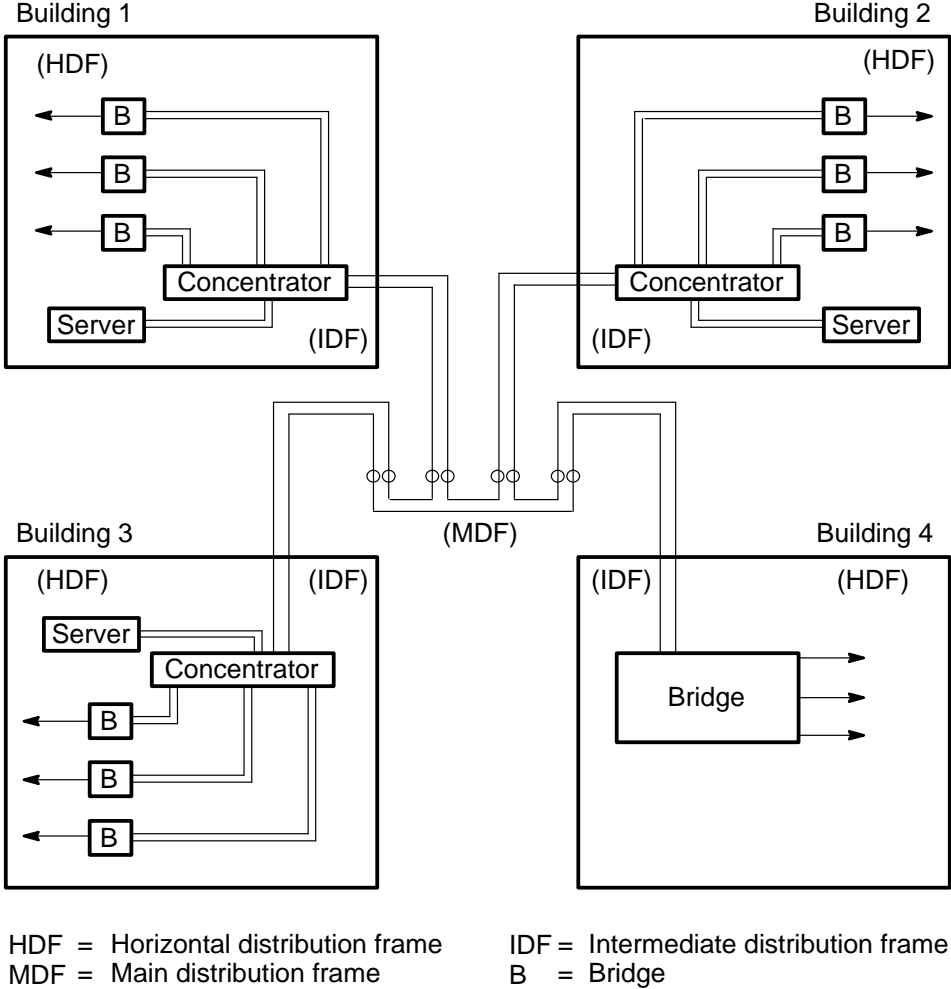 Building 1
(HDF)
B
B
B
Concentrator
Server
(IDF)
Building 2
(HDF)
B
B
B
Concentrator
(IDF)
Server
(MDF)
Building 3
(HDF)
(IDF)
Server
Concentrator
B
B
B
Building 4
(IDF)
(HDF)
Bridge
HDF = Horizontal distribution frame
MDF = Main distribution frame
IDF = Intermediate distribution frame
B = Bridge